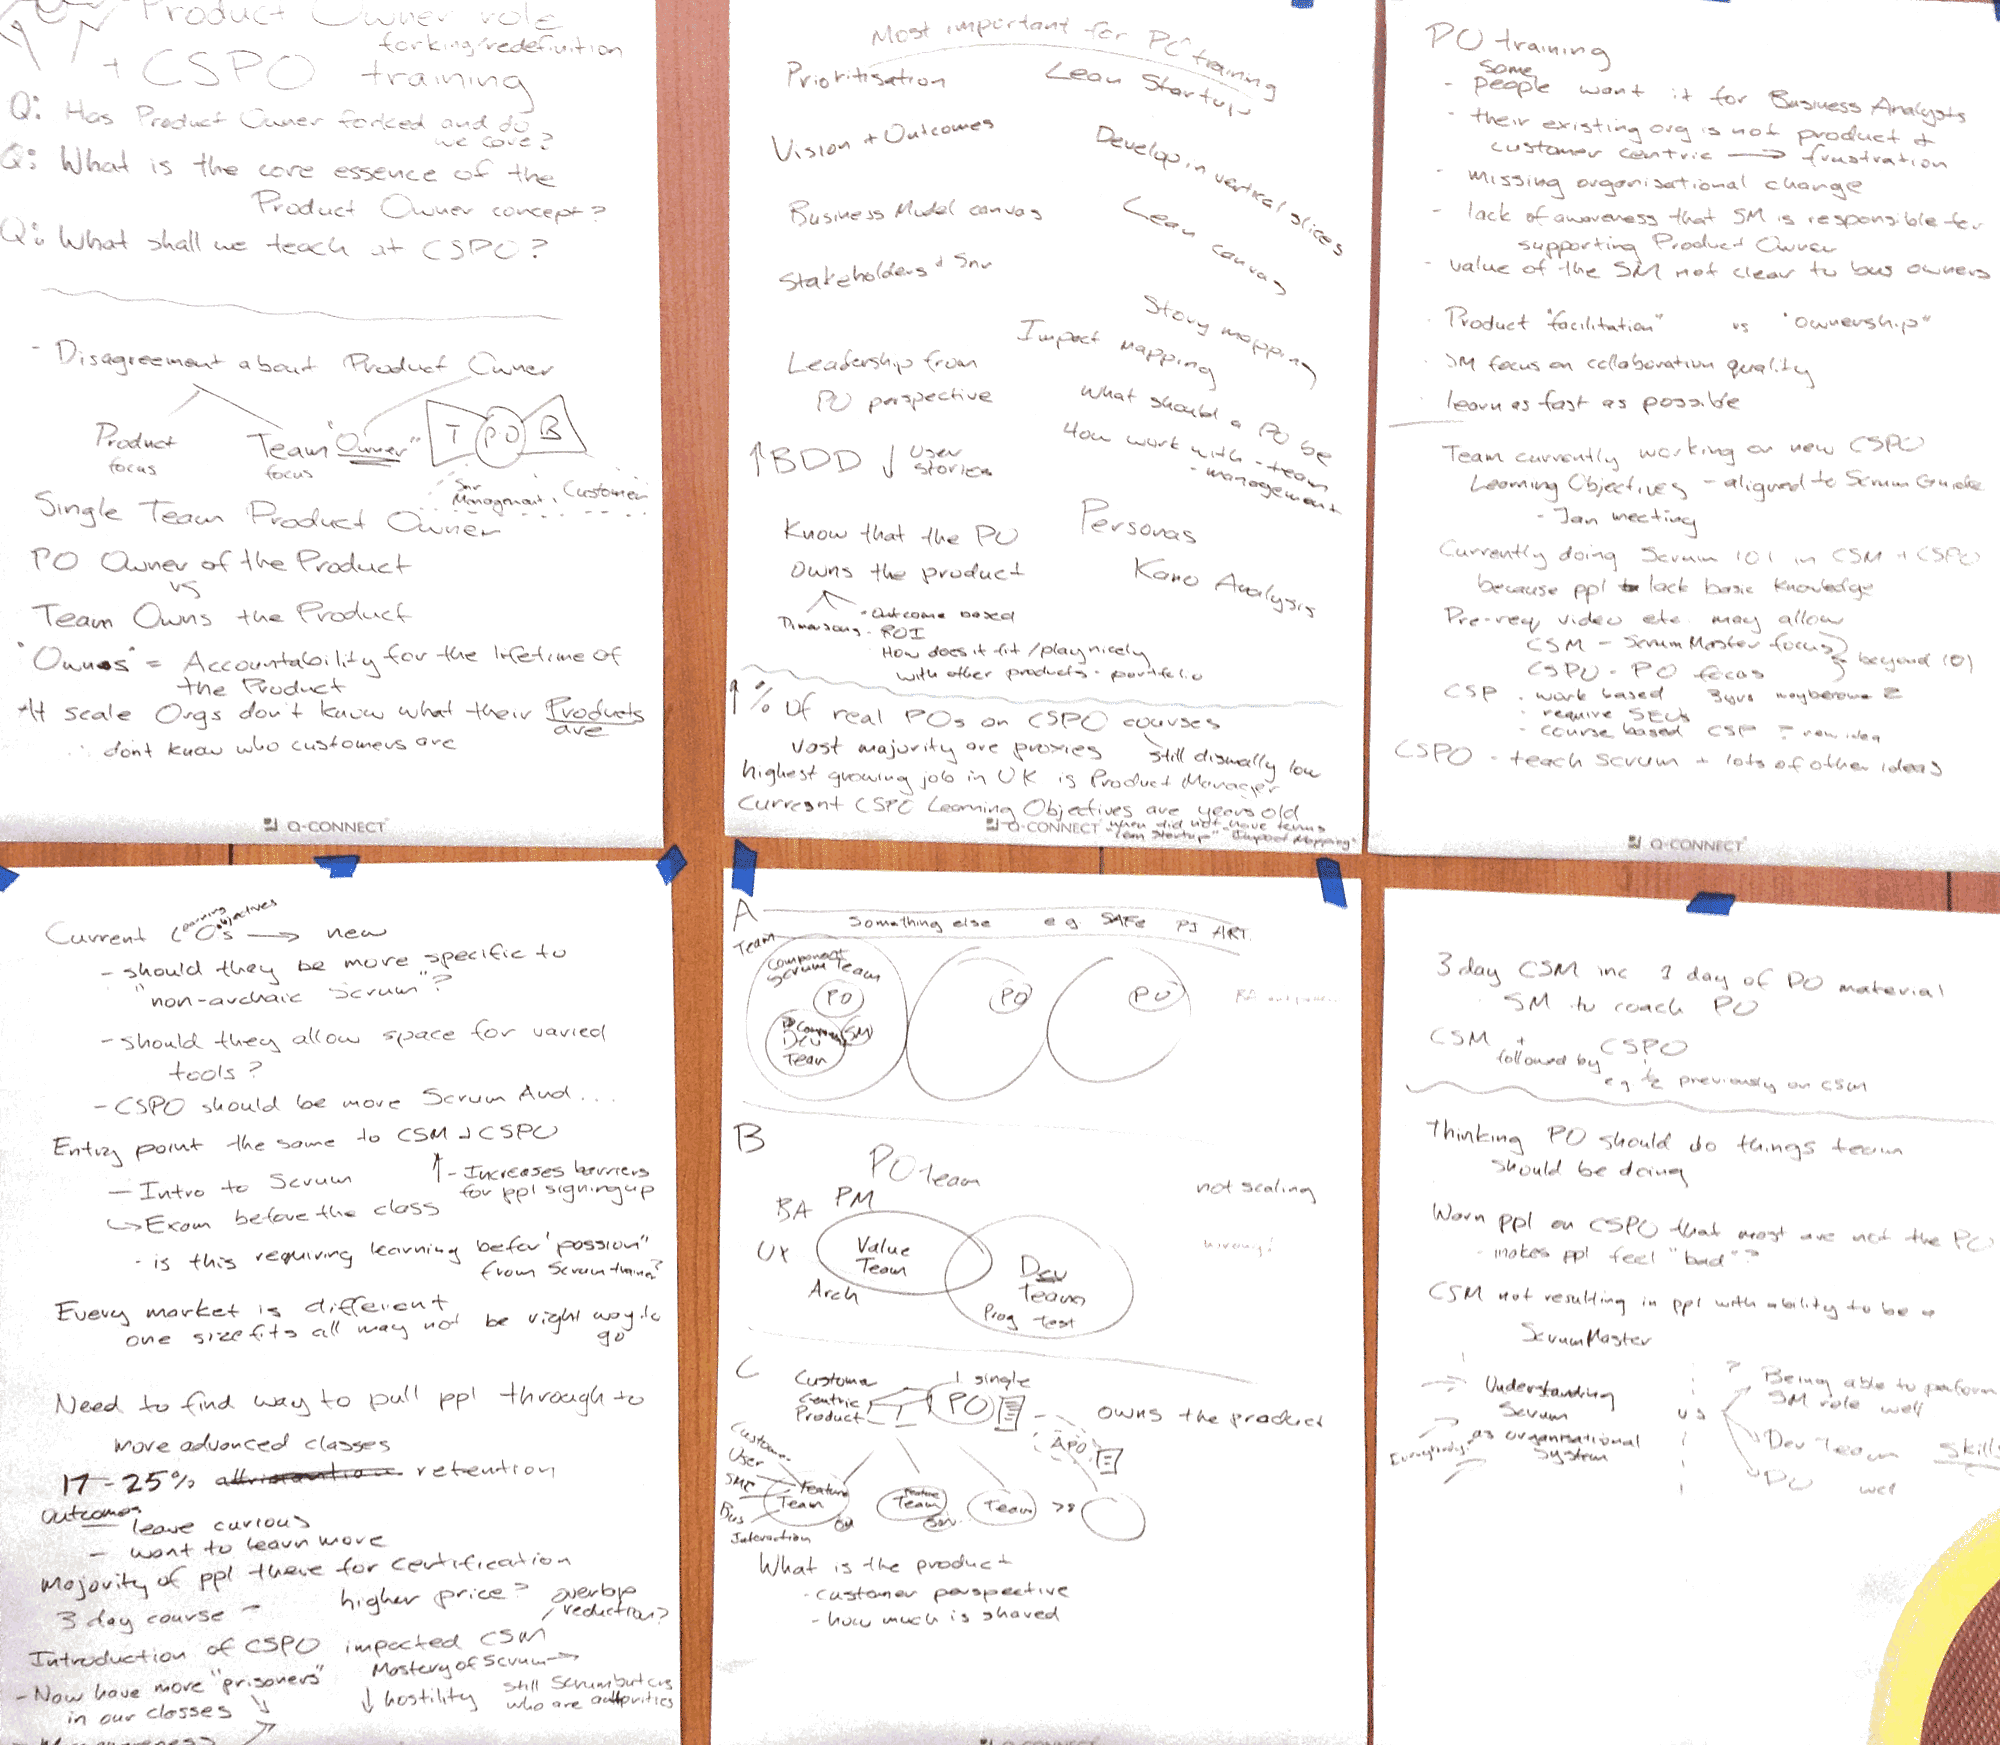 Product Owner role
forking/redefinition
+ CSPO training
Q: Has Product Owner forked and do
we care?
Q: What is the core essence of the
Product Owner concept?
Q: What shall we teach at CSPO?
- Disagreement about Product Owner
Product
focus
Team "Owner"
focus
T PO B
Snr
Management
Customer
Single Team Product Owner
PO Owner of the Product
vs
Team Owns the Product
"Owns" = Accountability for the lifetime of
the Product
At scale Orgs don't know what their Products
are
∴ don't know who customers are
Q-CONNECT
Most important for PO training
Prioritisation
Lean Startup
Vision + Outcomes
Develop in vertical slices
Business Model canvas
Lean canvas
Stakeholders + Snr
Story mapping
Impact mapping
Leadership from
PO perspective
What should a PO be
How work with - team
- management
↑ BDD ↓ User
stories
Know that the PO
owns the product
Personas
Kano Analysis
- Outcome based
Dimensions - ROI
How does it fit / play nicely
with other products - portfolio
↑ % Of real POs on CSPO courses
still dismally low
vast majority are proxies
highest growing job in UK is Product Manager
Current CSPO Learning Objectives are years old
Q-CONNECT
when did not have terms
"Lean Startup" "Impact Mapping"
PO training
some
- people want it for Business Analysts
- their existing org is not product +
customer centric → frustration
- missing organisational change
- lack of awareness that SM is responsible for
supporting Product Owner
- value of the SM not clear to bus owners
· Product "facilitation" vs "ownership"
· SM focus on collaboration quality
· learn as fast as possible
Team currently working on new CSPO
Learning Objectives - aligned to Scrum Guide
- Jan meeting
Currently doing Scrum 101 in CSM + CSPO
because ppl lack basic knowledge
Pre-req video etc. may allow
CSM - ScrumMaster focus
CSPO - PO focus
beyond 101
CSP · work based 3yrs maybe 2
· require SEUs
- course based CSP - new idea
CSPO - teach Scrum + lots of other ideas
Q-CONNECT
Current LO's → new
Learning Objectives
- should they be more specific to
"non-archaic Scrum"?
- should they allow space for varied
tools?
- CSPO should be more Scrum And...
Entry point the same to CSM + CSPO
- Intro to Scrum
↑ - Increases barriers
for ppl signing up
↳ Exam before the class
- is this requiring learning before "passion"
from Scrum trainer?
Every market is different
one size fits all may not be right way to
go
Need to find way to pull ppl through to
more advanced classes
17-25% retention
Outcomes
- leave curious
- want to learn more
Majority of ppl there for certification
3 day course - higher price? overlap
reduction?
Introduction of CSPO impacted CSM
- Now have more "prisoners"
in our classes
Mastery of Scrum →
↓ hostility
still Scrumbutters
who are authorities
A
Something else e.g. SAFe PI ART
Team
Component
Scrum Team
PO
Component
Dev
Team
SM
PO
PO
B
PO team
not scaling
BA PM
UX
Arch
Value
Team
Dev
Team
Prog Test
C
Customer
Centric
Product
1 single
PO
owns the product
APO
Customer
User
SME
Bus
Interaction
Feature
Team
Feature
Team
Team
>8
What is the product
- customer perspective
- how much is shared
Q-CONNECT
3 day CSM inc 1 day of PO material
· SM to coach PO
CSM + CSPO
followed by
eg ½ previously on CSM
Thinking PO should do things team
should be doing
Warn ppl on CSPO that most are not the PO
- makes ppl feel "bad"?
CSM not resulting in ppl with ability to be a
ScrumMaster
Understanding
Scrum
as organisational
System
Everybody?
vs
?
Being able to perform
SM role well
Dev Team skills
PO well